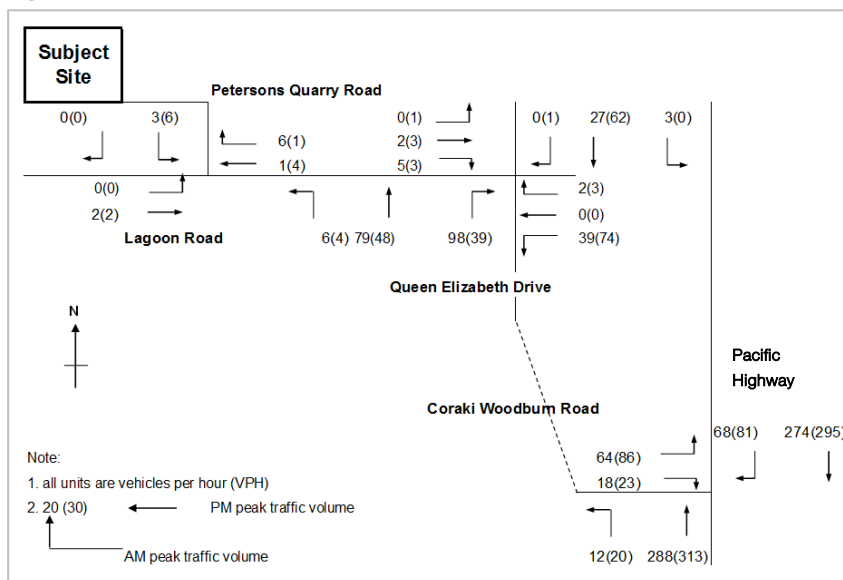 Subject
Site
Petersons Quarry Road
0(0) 3(6) 0(1) 0(1) 27(62) 3(0)
6(1) 2(3)
1(4) 5(3)
0(0) 2(3)
2(2) 0(0)
Lagoon Road 6(4) 79(48) 98(39) 39(74)
Queen Elizabeth Drive
N
Pacific
Highway
Coraki Woodburn Road
68(81) 274(295)
64(86)
18(23)
Note:
1. all units are vehicles per hour (VPH)
2. 20 (30) PM peak traffic volume
12(20) 288(313)
AM peak traffic volume